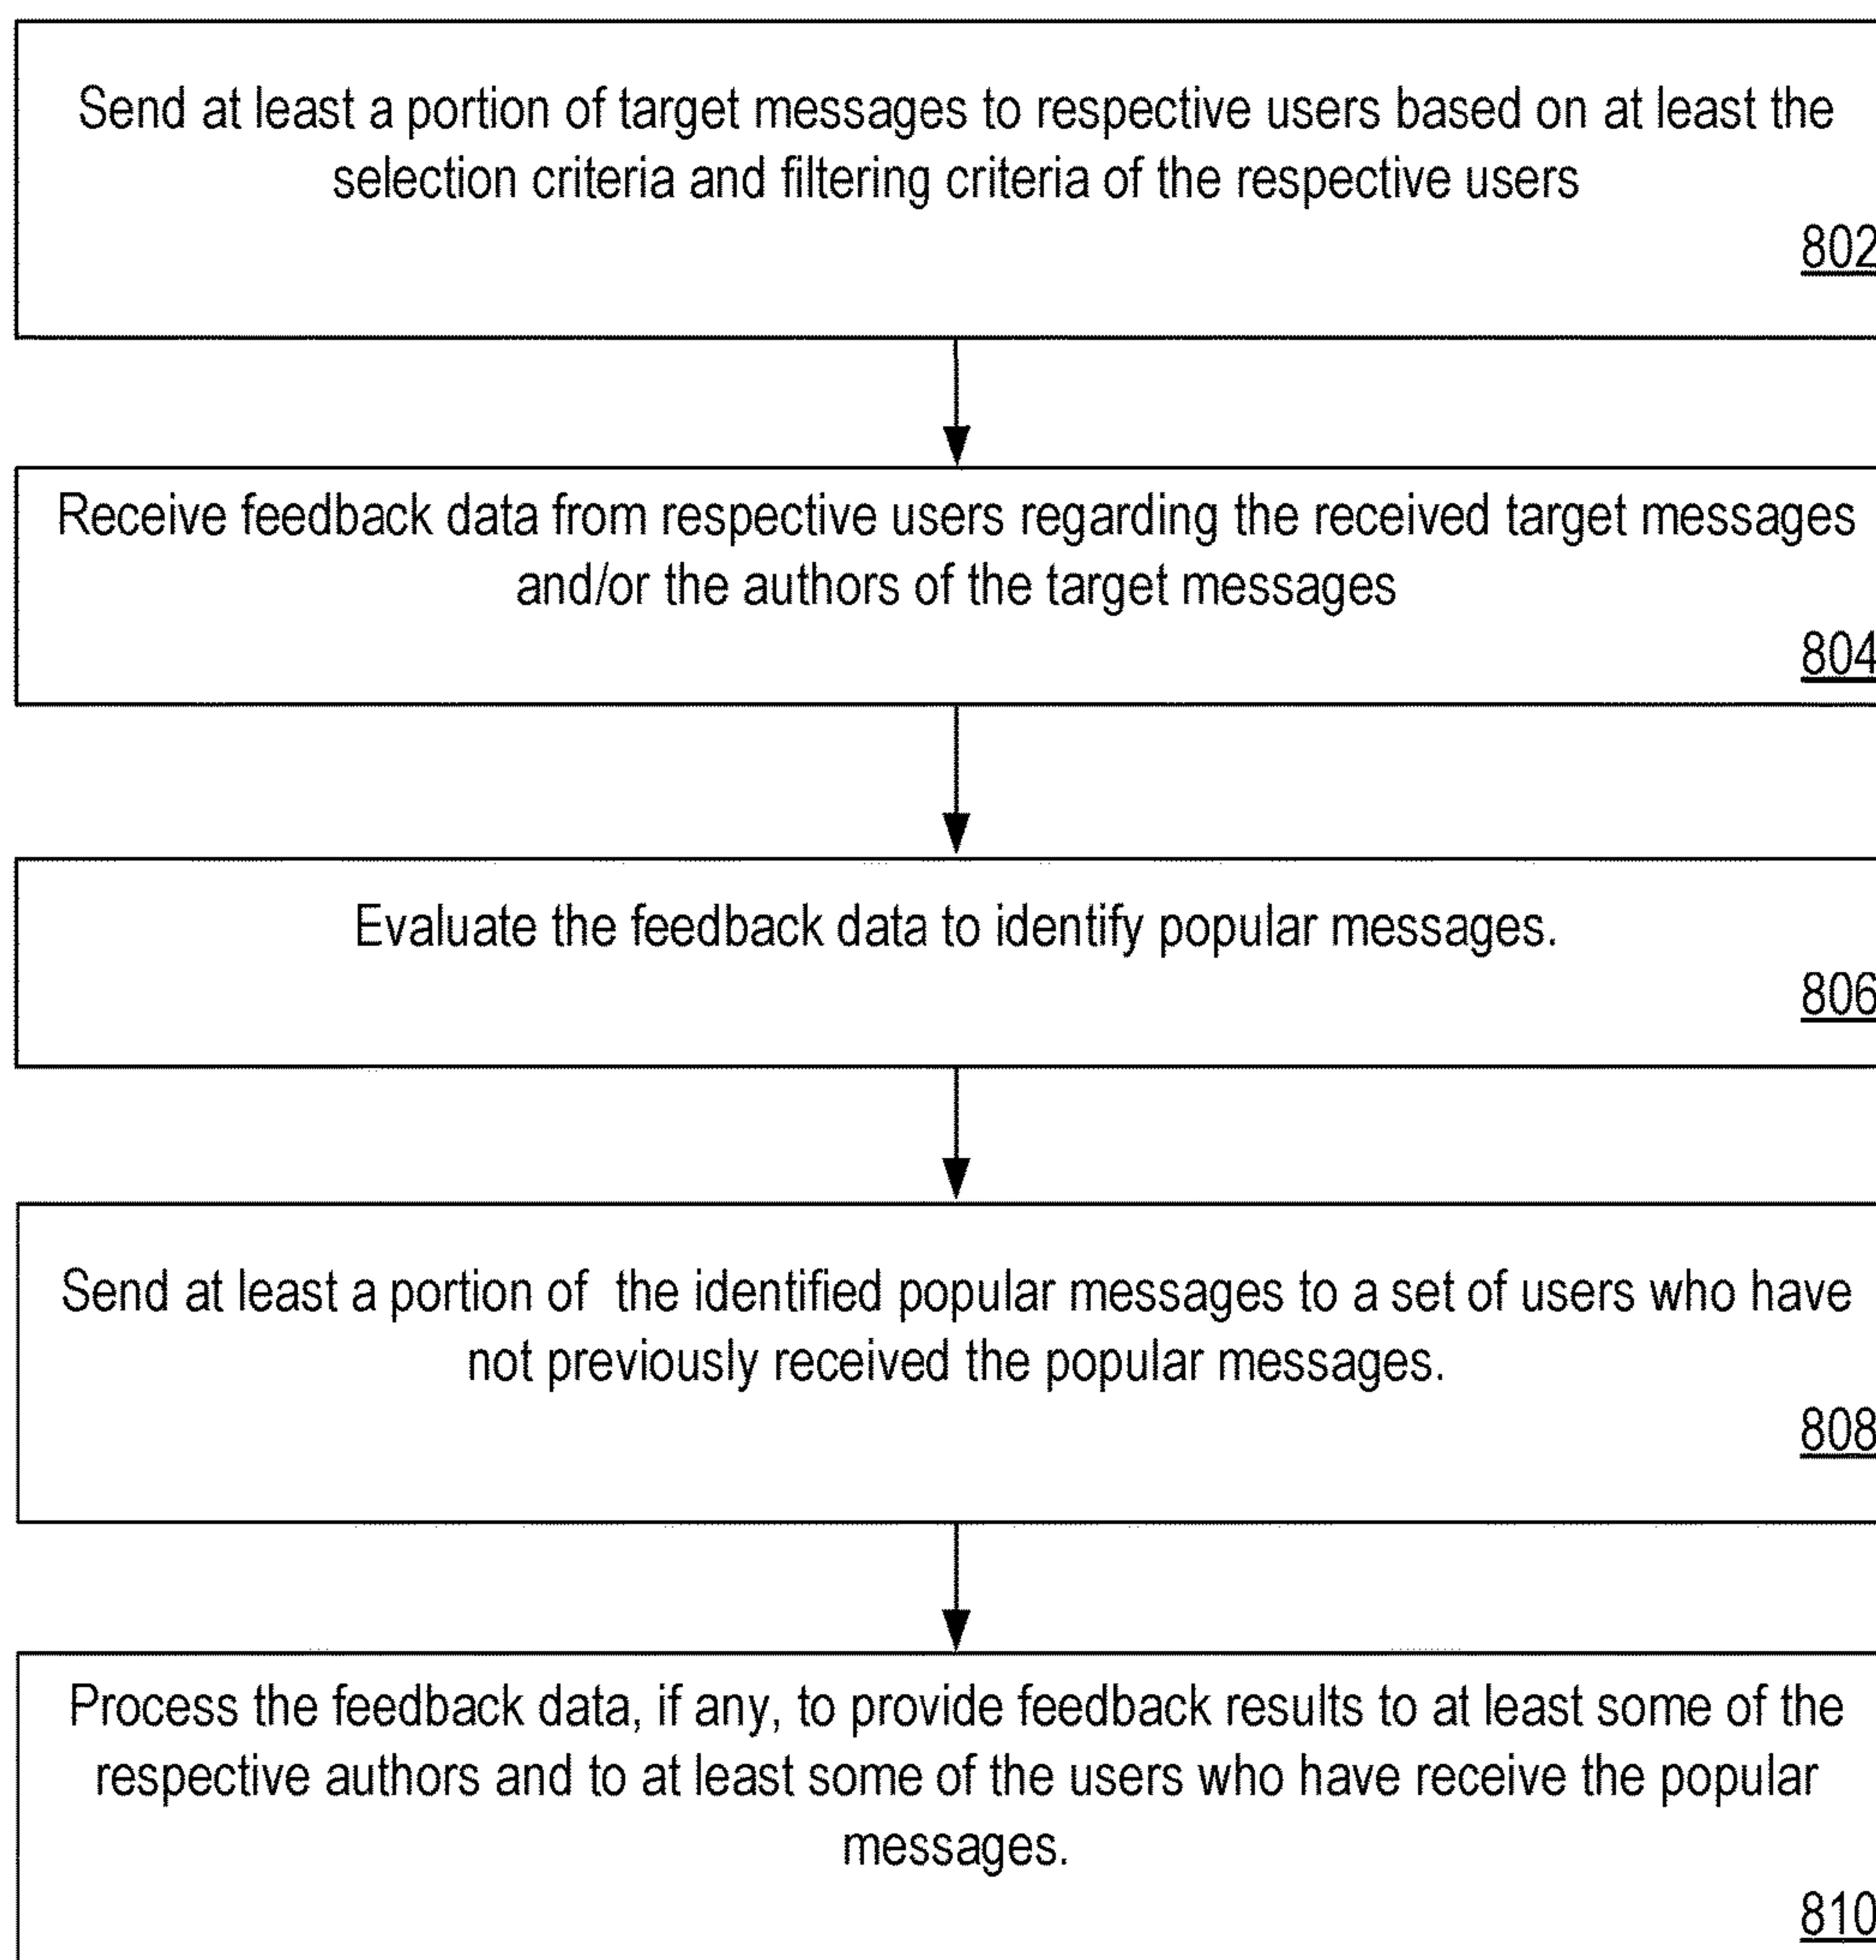 Send at least a portion of target messages to respective users based on at least the
selection criteria and filtering criteria of the respective users
802
Receive feedback data from respective users regarding the received target messages
and/or the authors of the target messages
804
Evaluate the feedback data to identify popular messages.
806
Send at least a portion of  the identified popular messages to a set of users who have
not previously received the popular messages.
808
Process the feedback data, if any, to provide feedback results to at least some of the
respective authors and to at least some of the users who have receive the popular
messages.
810